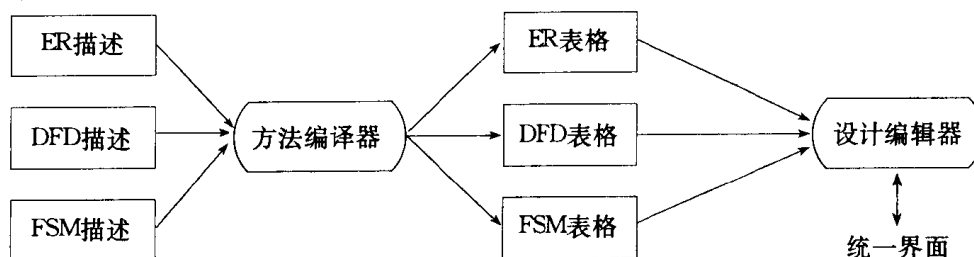 ER描述
ER表格
DFD描述
方法编译器
DFD表格
设计编辑器
FSM描述
FSM表格
统一界面